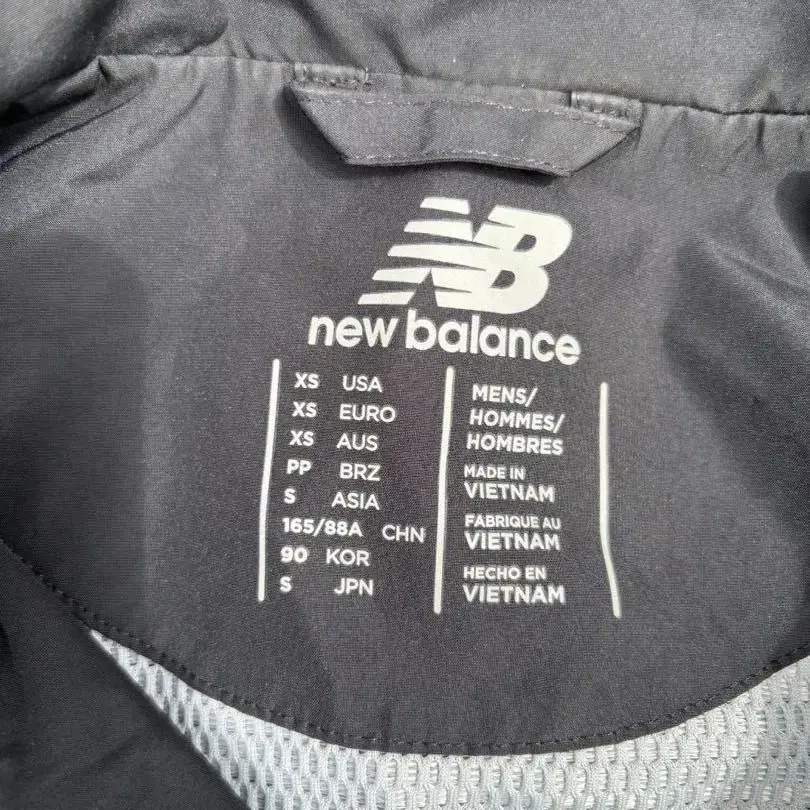 NB
new balance
XS USA
XS EURO
XS AUS
PP BRZ
S ASIA
165/88A CHN
90 KOR
S JPN
MENS/
HOMMES/
HOMBRES
MADE IN
VIETNAM
FABRIQUE AU
VIETNAM
HECHO EN
VIETNAM